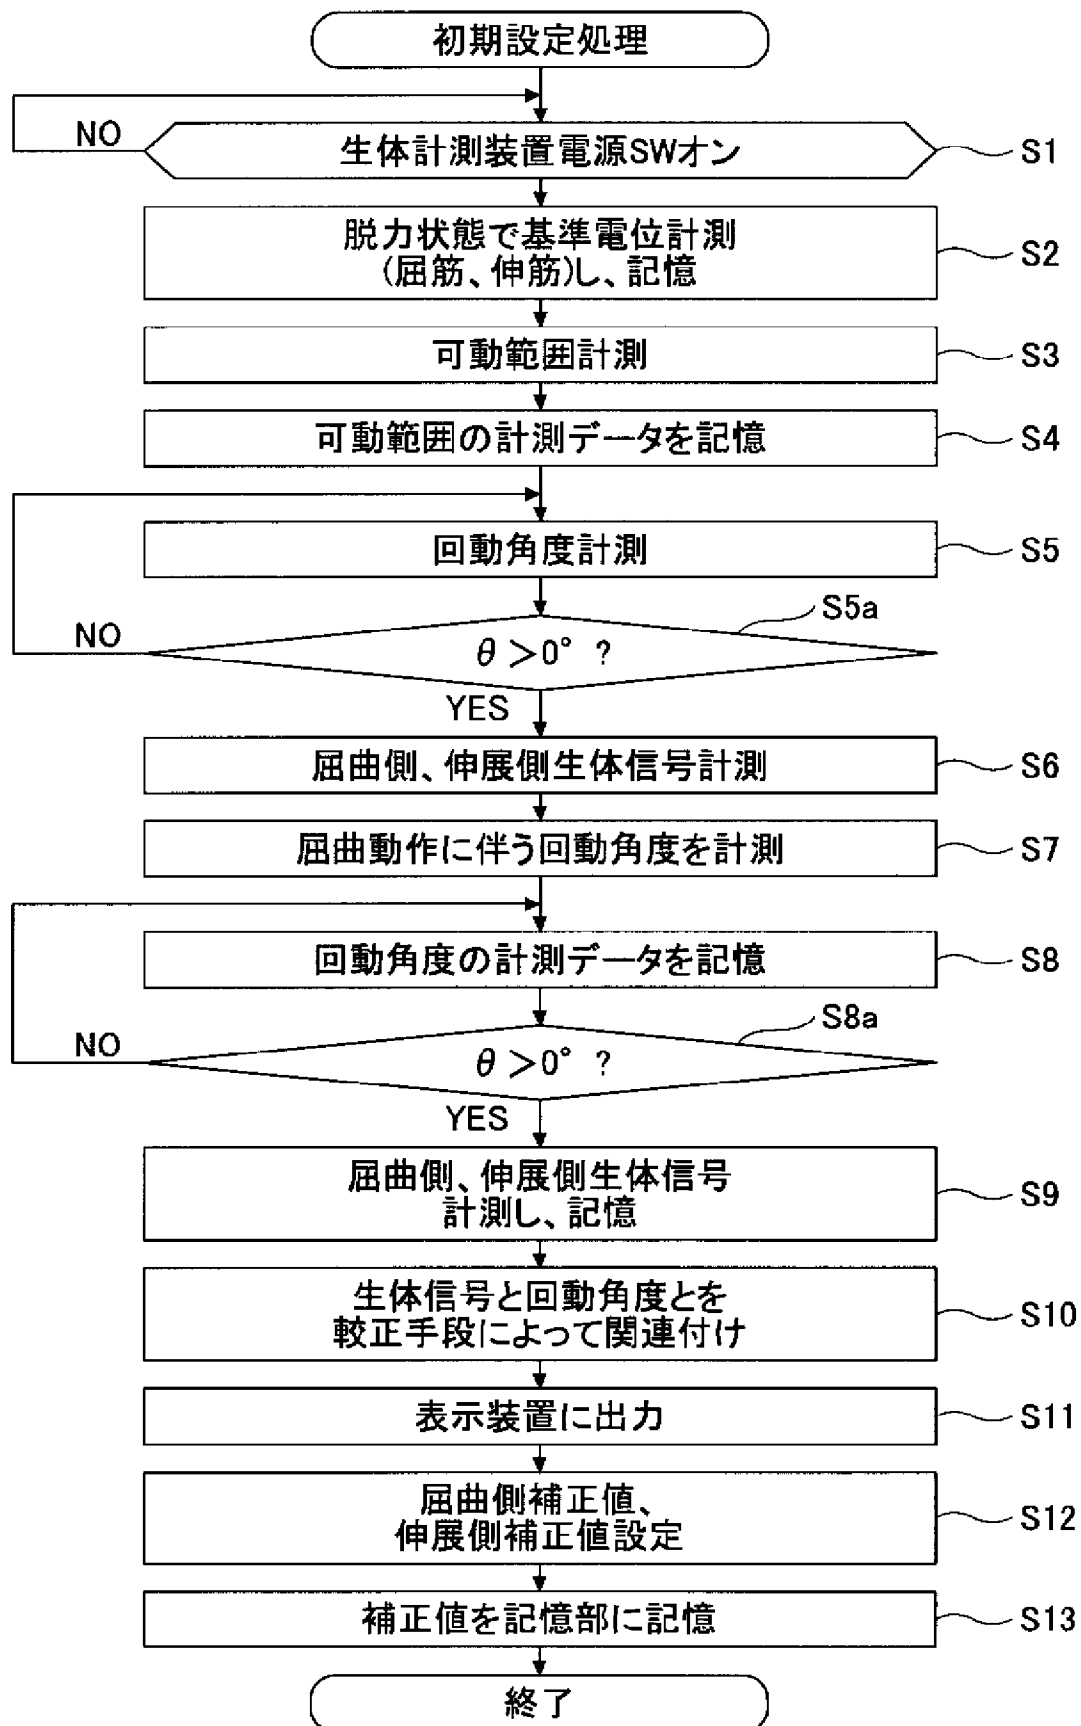 初期設定処理
NO
生体計測装置電源SWオン
S1
脱力状態で基準電位計測
(屈筋、伸筋)し、記憶
S2
可動範囲計測
S3
可動範囲の計測データを記憶
S4
回動角度計測
S5
S5a
NO
θ>0° ?
YES
屈曲側、伸展側生体信号計測
S6
屈曲動作に伴う回動角度を計測
S7
回動角度の計測データを記憶
S8
S8a
NO
θ>0° ?
YES
屈曲側、伸展側生体信号
計測し、記憶
S9
生体信号と回動角度とを
較正手段によって関連付け
S10
表示装置に出力
S11
屈曲側補正値、
伸展側補正値設定
S12
補正値を記憶部に記憶
S13
終了